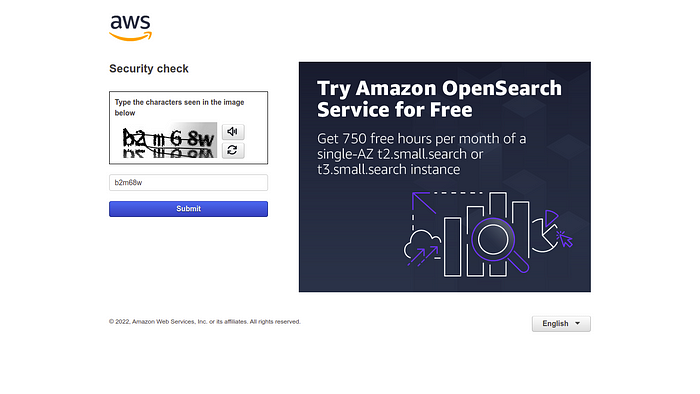 aws
Security check
Type the characters seen in the image
below
b2m68w
Submit
Try Amazon OpenSearch
Service for Free
Get 750 free hours per month of a
single-AZ t2.small.search or
t3.small.search instance
© 2022, Amazon Web Services, Inc. or its affiliates. All rights reserved.
English